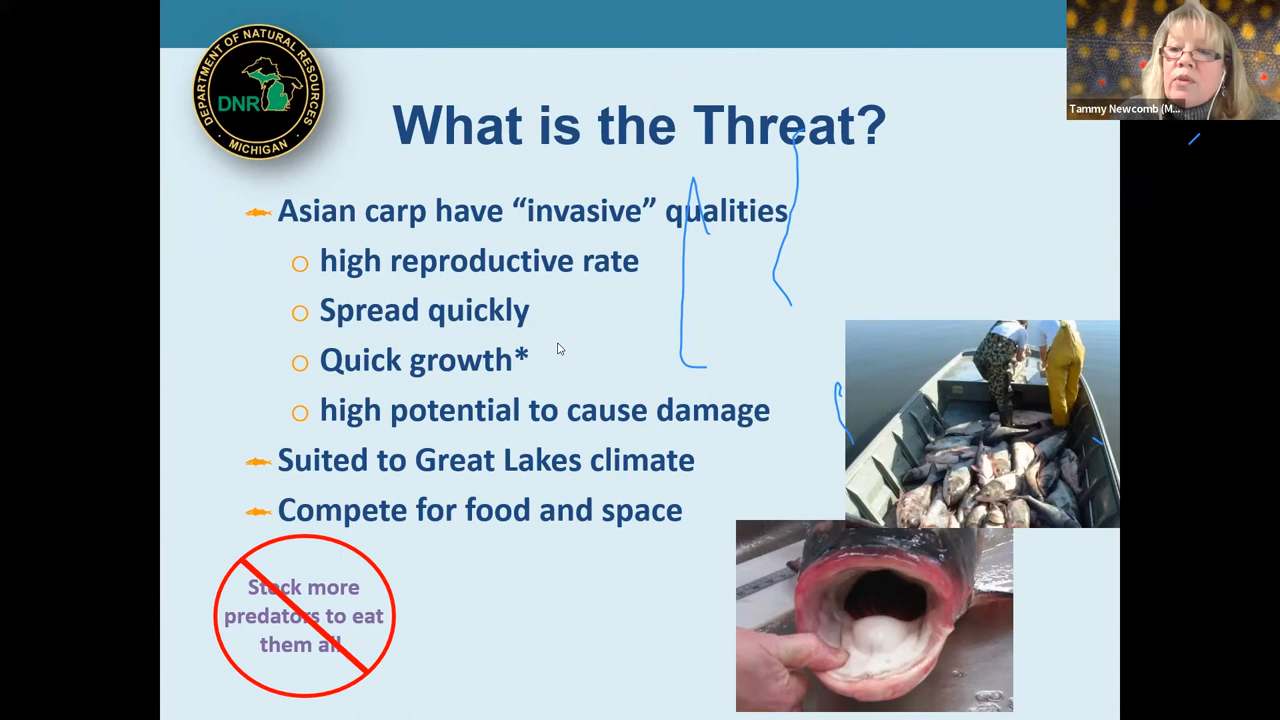 DEPARTMENT OF NATURAL RESOURCES
DNR
· MICHIGAN ·
Tammy Newcomb (M...
What is the Threat?
Asian carp have “invasive” qualities
high reproductive rate
Spread quickly
Quick growth*
high potential to cause damage
Suited to Great Lakes climate
Compete for food and space
Stock more
predators to eat
them all